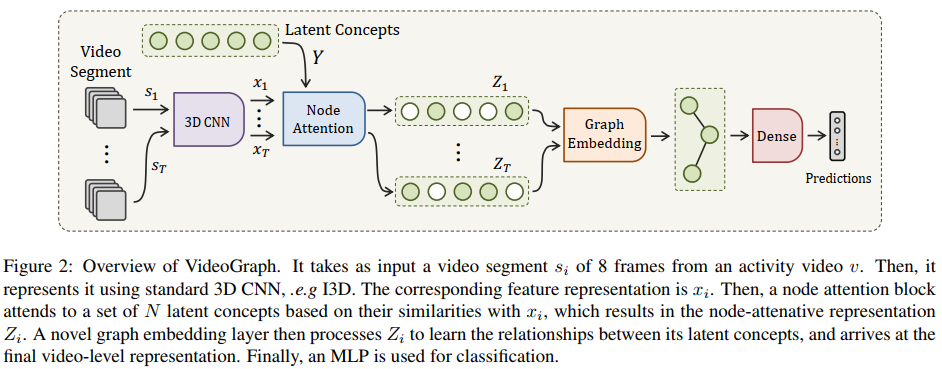 Latent Concepts
Video
Segment
Y
s1
x1
Z1
3D CNN
Node
Attention
Graph
Embedding
Dense
xT
sT
ZT
Predictions
Figure 2: Overview of VideoGraph. It takes as input a video segment si of 8 frames from an activity video v. Then, it
represents it using standard 3D CNN, .e.g I3D. The corresponding feature representation is xi. Then, a node attention block
attends to a set of N latent concepts based on their similarities with xi, which results in the node-attenative representation
Zi. A novel graph embedding layer then processes Zi to learn the relationships between its latent concepts, and arrives at the
final video-level representation. Finally, an MLP is used for classification.